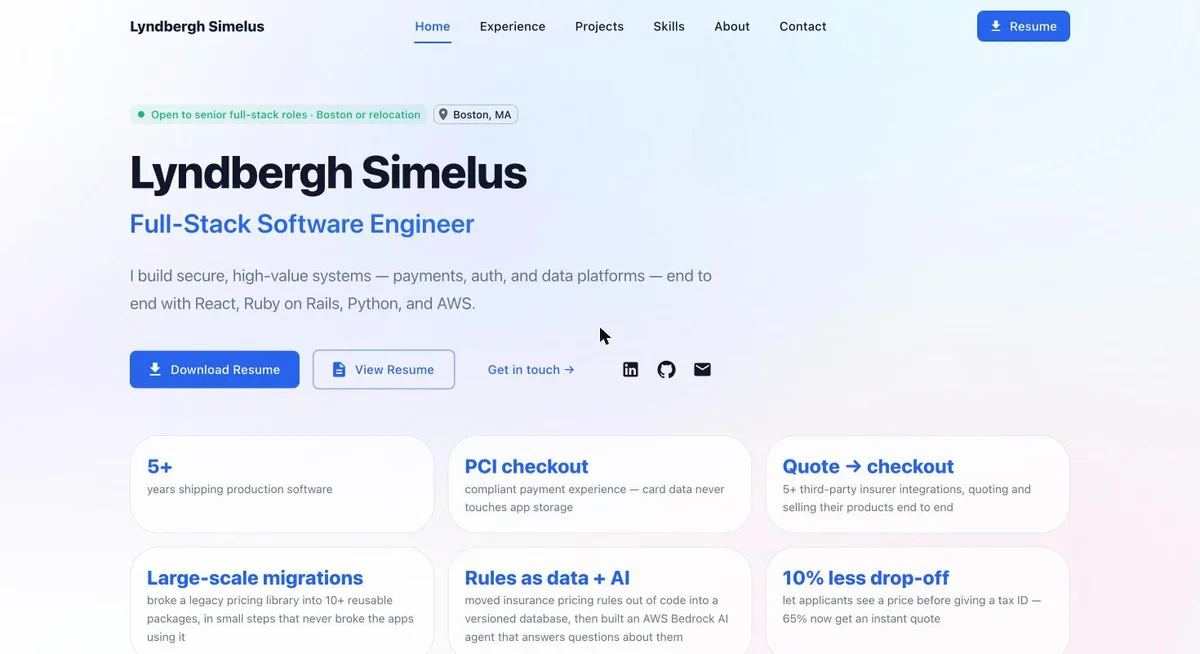 Lyndbergh Simelus
Home
Experience
Projects
Skills
About
Contact
Resume
Open to senior full-stack roles · Boston or relocation
Boston, MA
Lyndbergh Simelus
Full-Stack Software Engineer
I build secure, high-value systems — payments, auth, and data platforms — end to
end with React, Ruby on Rails, Python, and AWS.
Download Resume
View Resume
Get in touch →
in
5+
years shipping production software
PCI checkout
compliant payment experience — card data never
touches app storage
Quote → checkout
5+ third-party insurer integrations, quoting and
selling their products end to end
Large-scale migrations
broke a legacy pricing library into 10+ reusable
packages, in small steps that never broke the apps
using it
Rules as data + AI
moved insurance pricing rules out of code into a
versioned database, then built an AWS Bedrock AI
agent that answers questions about them
10% less drop-off
let applicants see a price before giving a tax ID —
65% now get an instant quote